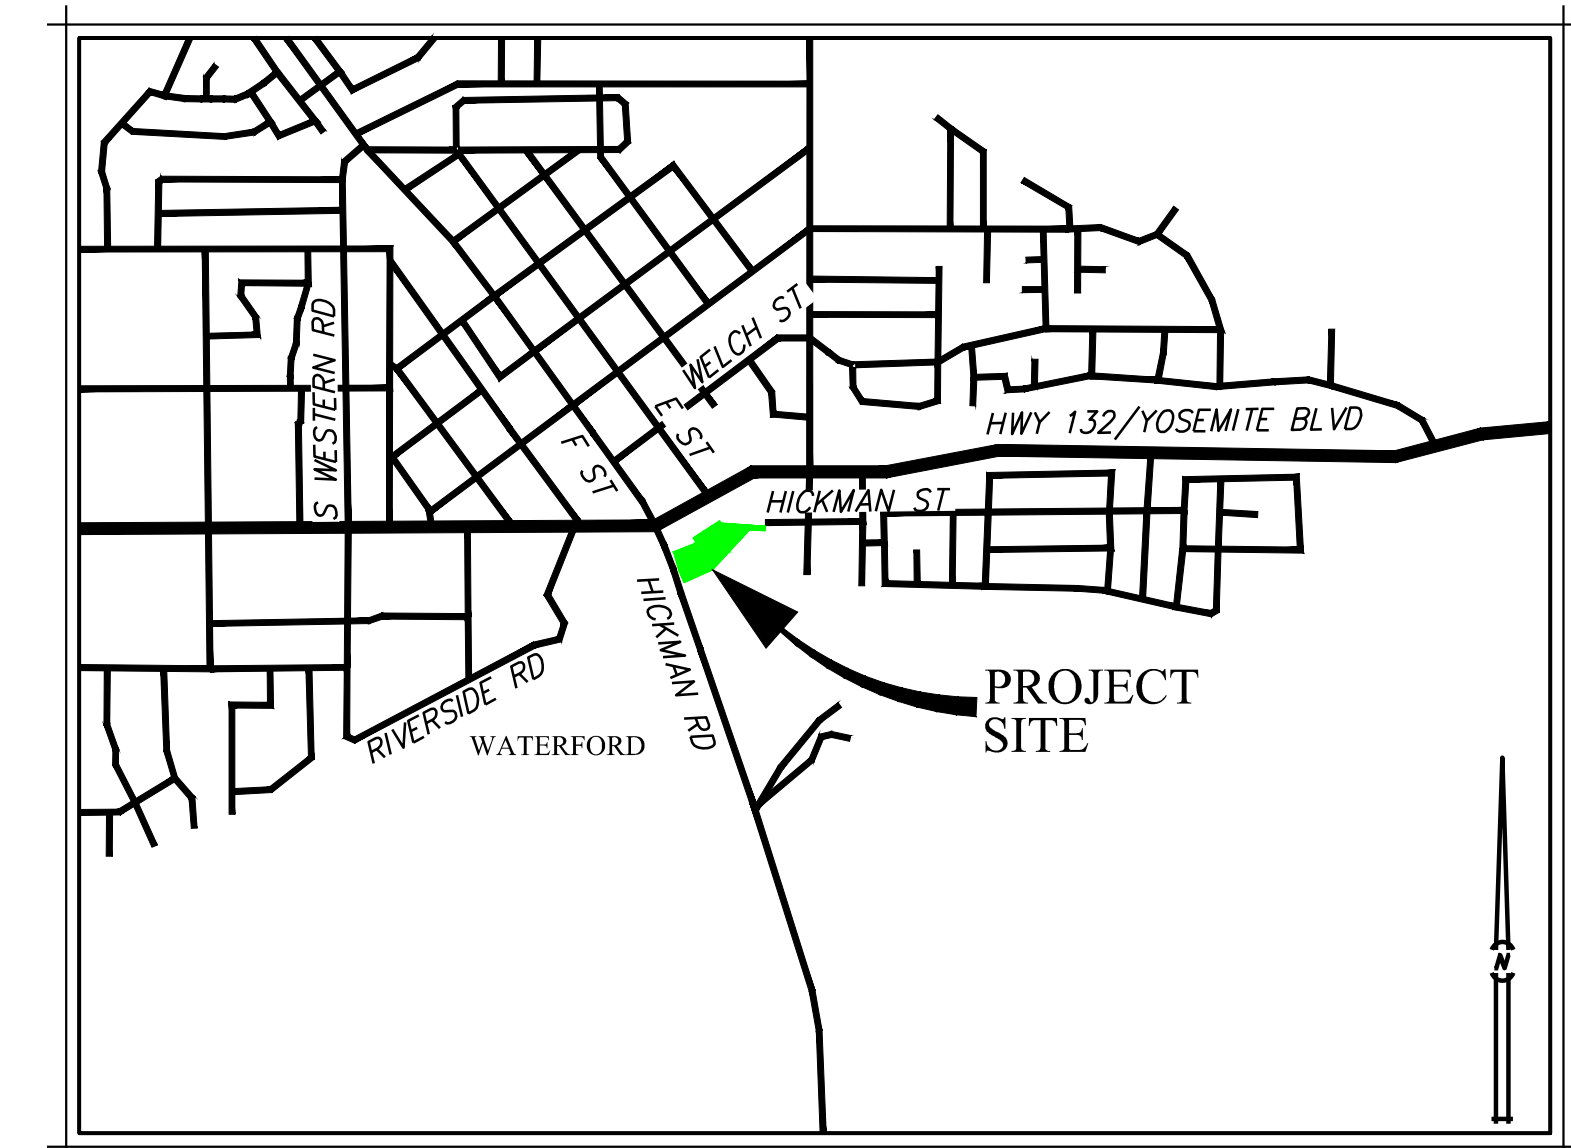 WELCH ST
S WESTERN RD
E ST
F ST
HWY 132/YOSEMITE BLVD
HICKMAN ST
HICKMAN RD
RIVERSIDE RD
WATERFORD
PROJECT
SITE
N